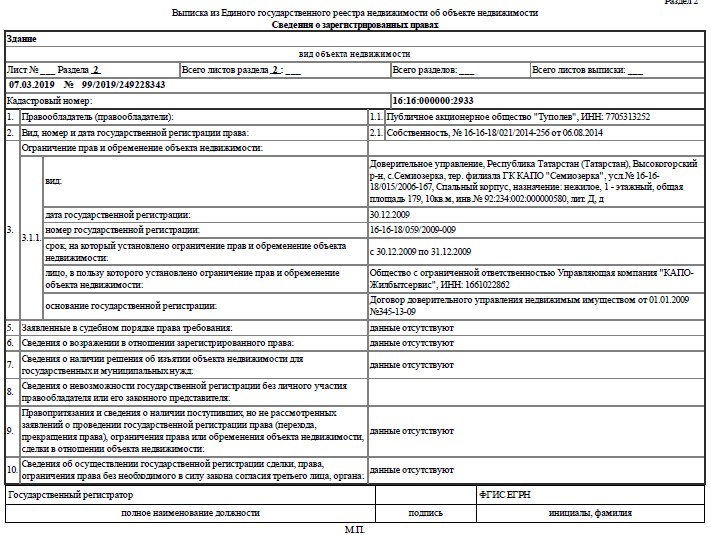 Раздел 2
Выписка из Единого государственного реестра недвижимости об объекте недвижимости
Сведения о зарегистрированных правах
Здание
вид объекта недвижимости
Лист № ___ Раздела 2 Всего листов раздела 2 : ___ Всего разделов: ___ Всего листов выписки: ___
07.03.2019 № 99/2019/249228343
Кадастровый номер: 16:16:000000:2933
1. Правообладатель (правообладатели): 1.1. Публичное акционерное общество "Туполев", ИНН: 7705313252
2. Вид, номер и дата государственной регистрации права: 2.1. Собственность, № 16-16-18/021/2014-256 от 06.08.2014
3. Ограничение прав и обременение объекта недвижимости:
3.1.1. вид:
Доверительное управление, Республика Татарстан (Татарстан), Высокогорский
р-н, с.Семиозерка, тер. филиала ГК КАПО "Семиозерка", усл.№ 16-16-
18/015/2006-167, Спальный корпус, назначение: нежилое, 1 - этажный, общая
площадь 179, 10кв.м, инв.№ 92:234:002:000000580, лит. Д, д
дата государственной регистрации: 30.12.2009
номер государственной регистрации: 16-16-18/059/2009-009
срок, на который установлено ограничение прав и обременение объекта
недвижимости:
с 30.12.2009 по 31.12.2009
лицо, в пользу которого установлено ограничение прав и обременение
объекта недвижимости:
Общество с ограниченной ответственностью Управляющая компания "КАПО-
Жилбытсервис", ИНН: 1661022862
основание государственной регистрации:
Договор доверительного управления недвижимым имуществом от 01.01.2009
№345-13-09
5. Заявленные в судебном порядке права требования: данные отсутствуют
6. Сведения о возражении в отношении зарегистрированного права: данные отсутствуют
7. Сведения о наличии решения об изъятии объекта недвижимости для
государственных и муниципальных нужд:
данные отсутствуют
8. Сведения о невозможности государственной регистрации без личного участия
правообладателя или его законного представителя:
9. Правопритязания и сведения о наличии поступивших, но не рассмотренных
заявлений о проведении государственной регистрации права (перехода,
прекращения права), ограничения права или обременения объекта недвижимости,
сделки в отношении объекта недвижимости:
данные отсутствуют
10. Сведения об осуществлении государственной регистрации сделки, права,
ограничения права без необходимого в силу закона согласия третьего лица, органа:
данные отсутствуют
Государственный регистратор ФГИС ЕГРН
полное наименование должности подпись инициалы, фамилия
М.П.